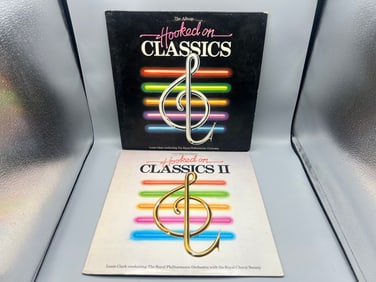 The Album
Hooked on
CLASSICS
Louis Clark conducting The Royal Philharmonic Orchestra
Hooked on
CLASSICS II
Louis Clark conducting The Royal Philharmonic Orchestra with the Royal Choral Society